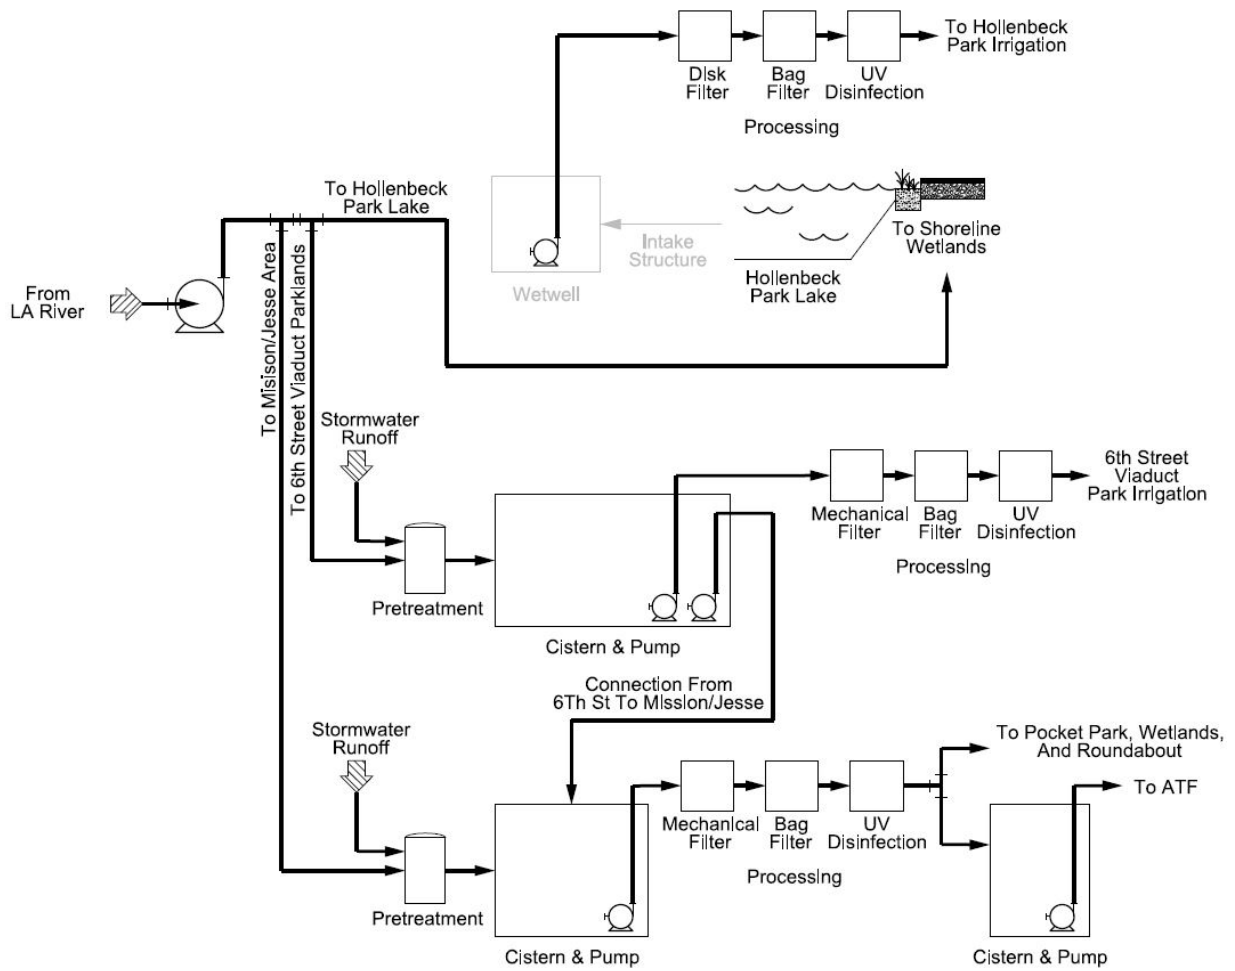 To Hollenbeck
Park Irrigation
Disk
Filter
Bag
Filter
UV
Disinfection
Processing
To Hollenbeck
Park Lake
To Shoreline
Wetlands
Intake
Structure
Wetwell
Hollenbeck
Park Lake
From
LA River
To Misison/Jesse Area
To 6th Street Viaduct Parklands
Stormwater
Runoff
6th Street
Viaduct
Park Irrigation
Mechanical
Filter
Bag
Filter
UV
Disinfection
Processing
Pretreatment
Cistern & Pump
Connection From
6Th St To Mission/Jesse
Stormwater
Runoff
To Pocket Park, Wetlands,
And Roundabout
To ATF
Mechanical
Filter
Bag
Filter
UV
Disinfection
Processing
Pretreatment
Cistern & Pump
Cistern & Pump